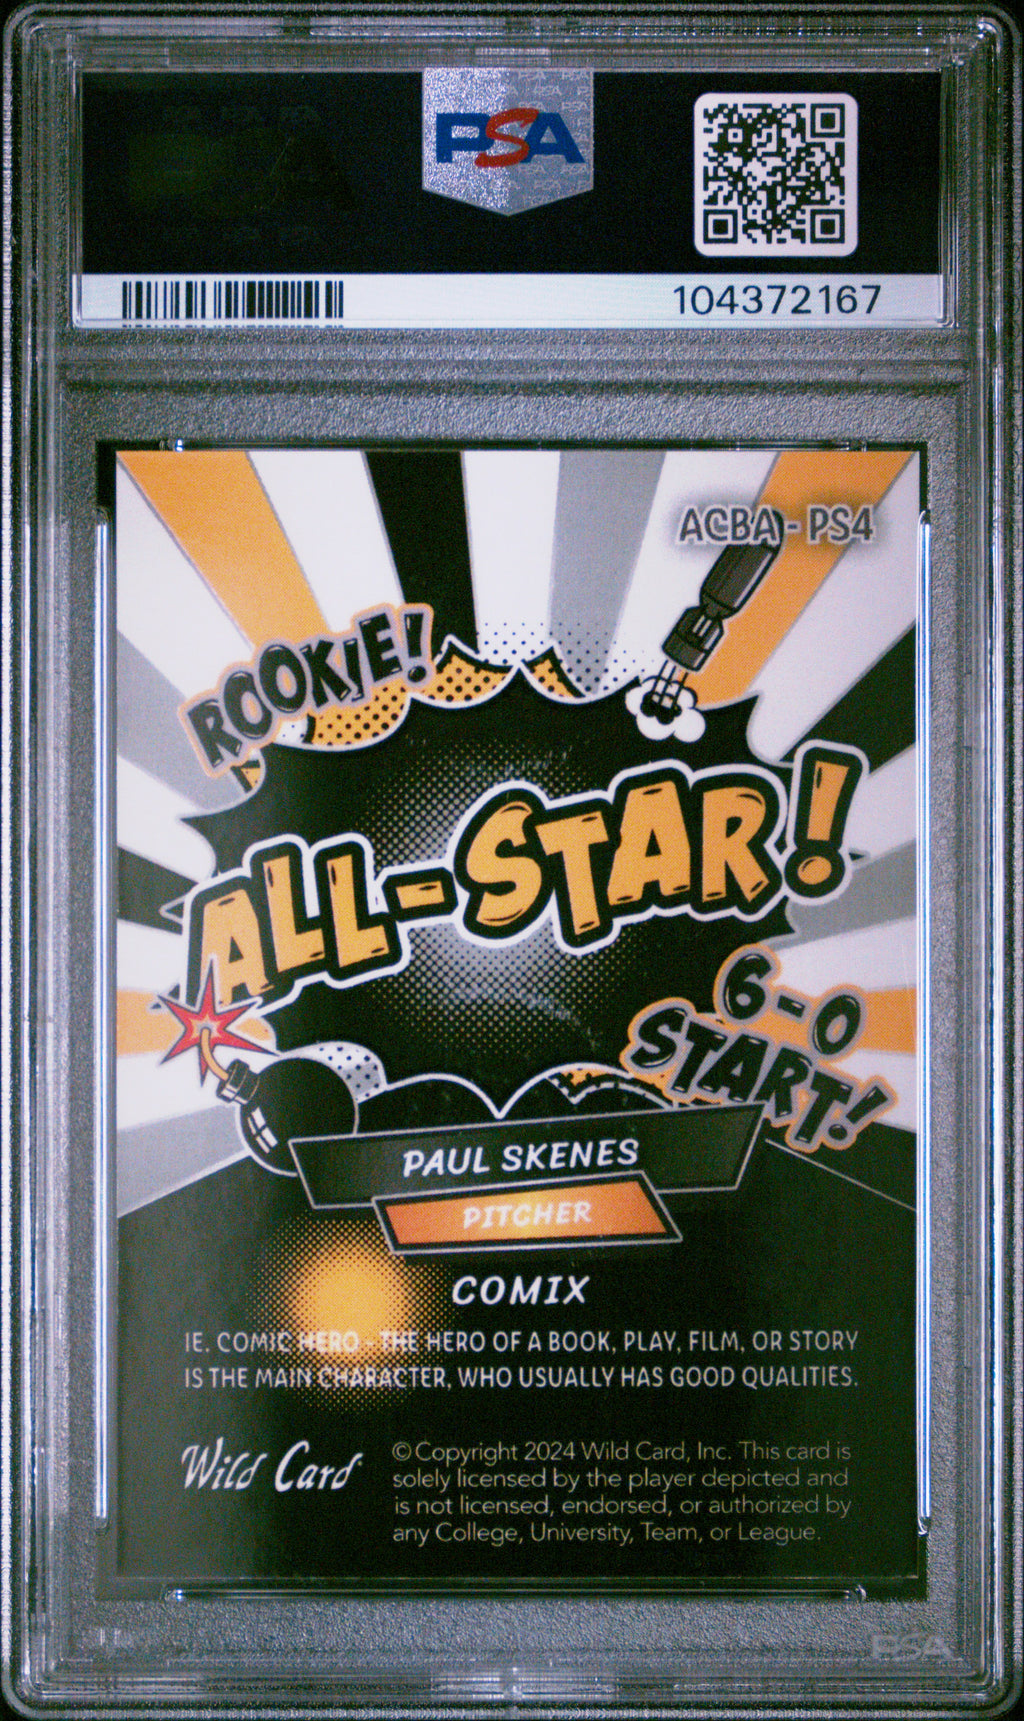 PSA
104372167
ACBA - PS4
ROOKIE!
ALL-STAR!
6-0
START!
PAUL SKENES
PITCHER
COMIX
IE. COMIC HERO - THE HERO OF A BOOK, PLAY, FILM, OR STORY
IS THE MAIN CHARACTER, WHO USUALLY HAS GOOD QUALITIES.
Wild Card
© Copyright 2024 Wild Card, Inc. This card is
solely licensed by the player depicted and
is not licensed, endorsed, or authorized by
any College, University, Team, or League.
PSA